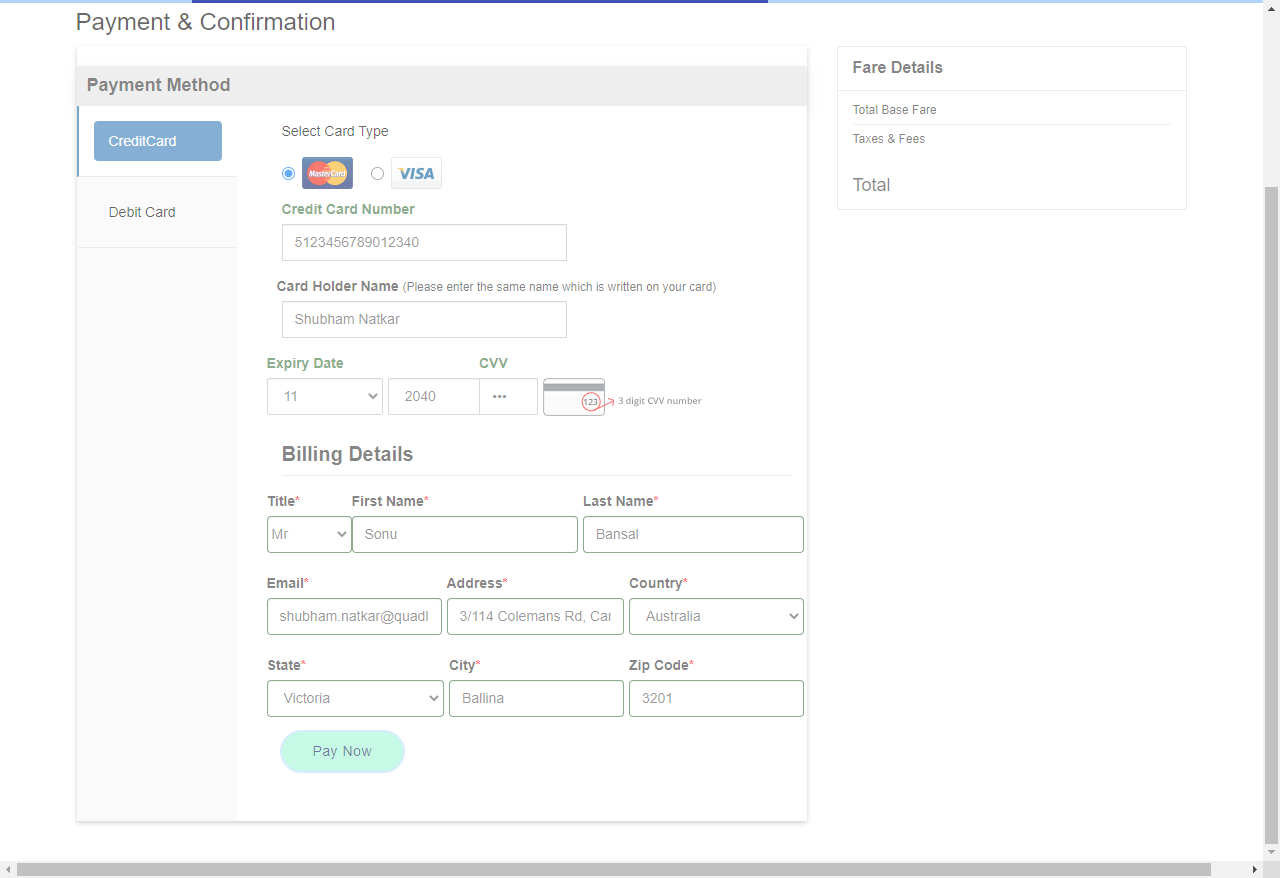 Payment & Confirmation
Payment Method
CreditCard
Debit Card
Select Card Type
MasterCard VISA
Credit Card Number
5123456789012340
Card Holder Name (Please enter the same name which is written on your card)
Shubham Natkar
Expiry Date CVV
11 2040 ••• 123 3 digit CVV number
Billing Details
Title* First Name* Last Name*
Mr Sonu Bansal
Email* Address* Country*
shubham.natkar@quadl 3/114 Colemans Rd, Car Australia
State* City* Zip Code*
Victoria Ballina 3201
Pay Now
Fare Details
Total Base Fare
Taxes & Fees
Total